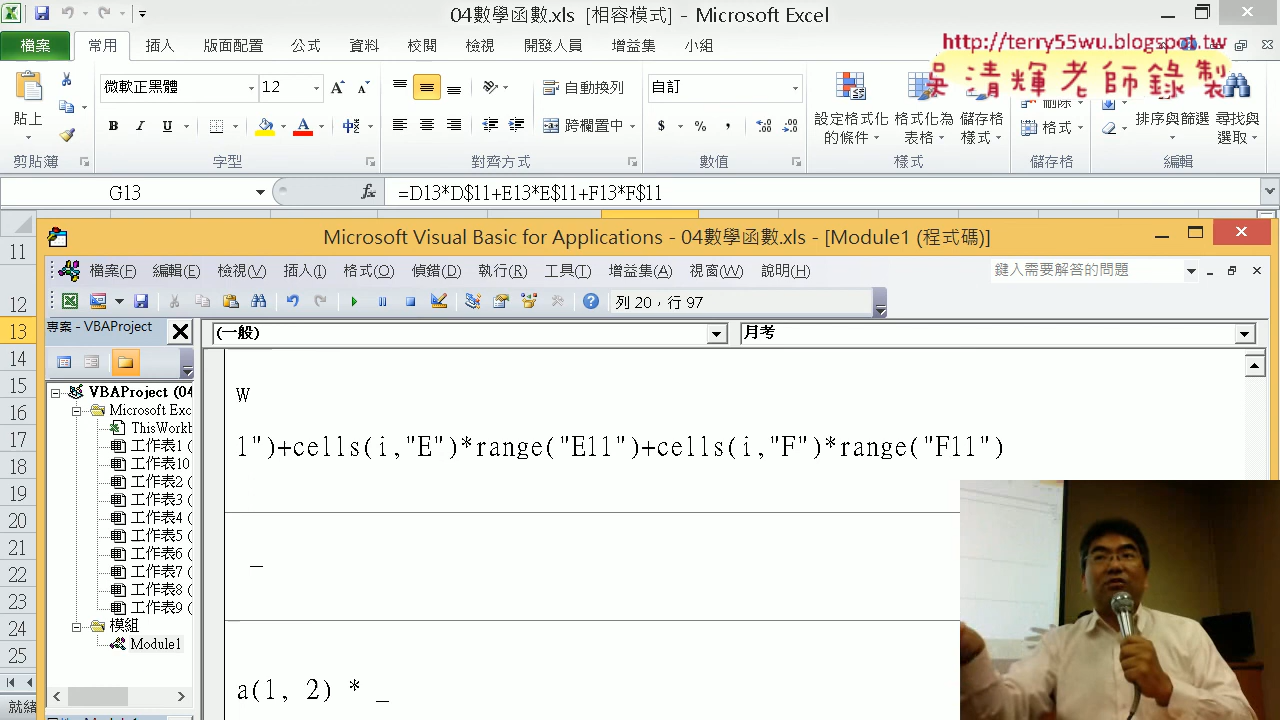 04數學函數.xls [相容模式] - Microsoft Excel
檔案 常用 插入 版面配置 公式 資料 校閱 檢視 開發人員 增益集 小組
http://terry55wu.blogspot.tw
吳清輝老師錄製
微軟正黑體 12 自動換列 自訂
貼上 B I U A 中 跨欄置中 $ % , 設定格式化的條件 格式化為表格 儲存格樣式 刪除 格式 排序與篩選 尋找與選取
剪貼簿 字型 對齊方式 數值 樣式 儲存格 編輯
G13 fx =D13*D$11+E13*E$11+F13*F$11
Microsoft Visual Basic for Applications - 04數學函數.xls - [Module1 (程式碼)]
檔案(F) 編輯(E) 檢視(V) 插入(I) 格式(O) 偵錯(D) 執行(R) 工具(T) 增益集(A) 視窗(W) 說明(H) 鍵入需要解答的問題
列 20，行 97
專案 - VBAProject
(一般) 月考
VBAProject (04
Microsoft Exc
ThisWorkb
工作表1 (
工作表10
工作表2 (
工作表3 (
工作表4 (
工作表5 (
工作表6 (
工作表7 (
工作表8 (
工作表9 (
模組
Module1
W
1")+cells(i,"E")*range("E11")+cells(i,"F")*range("F11")
_
a(1, 2) * _
11
12
13
14
15
16
17
18
19
20
21
22
23
24
25
就緒